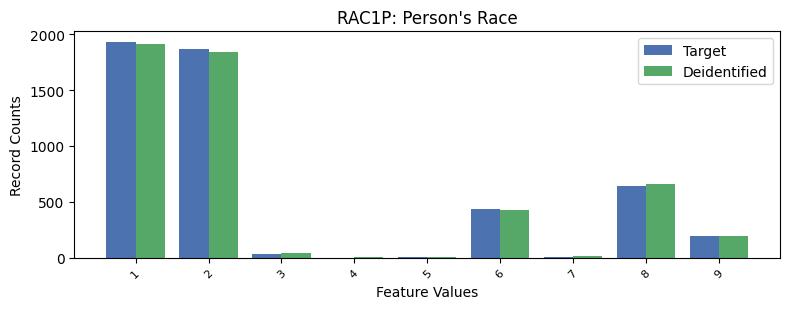 RAC1P: Person's Race
Target
Deidentified
Record Counts
2000
1500
1000
500
0
1 2 3 4 5 6 7 8 9
Feature Values